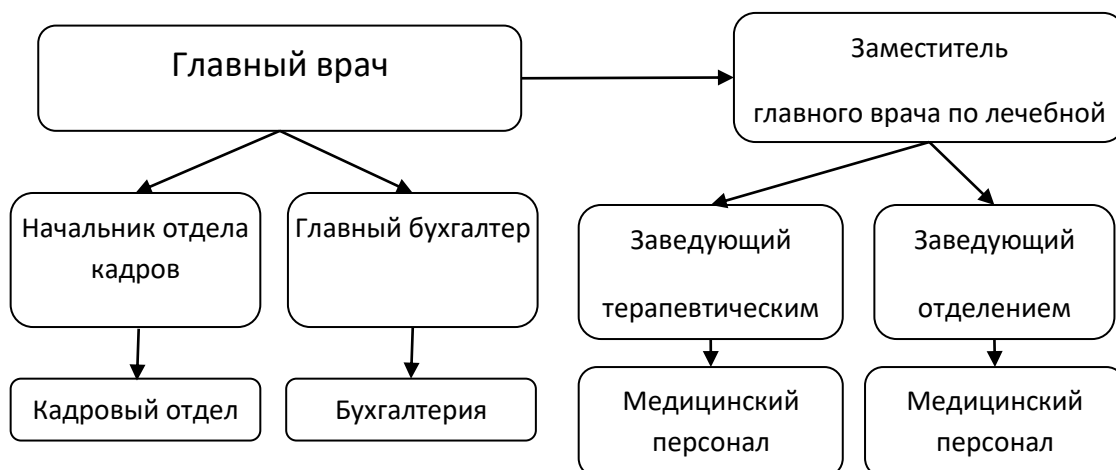 Главный врач
Заместитель
главного врача по лечебной
Начальник отдела
кадров
Главный бухгалтер
Заведующий
терапевтическим
Заведующий
отделением
Кадровый отдел
Бухгалтерия
Медицинский
персонал
Медицинский
персонал